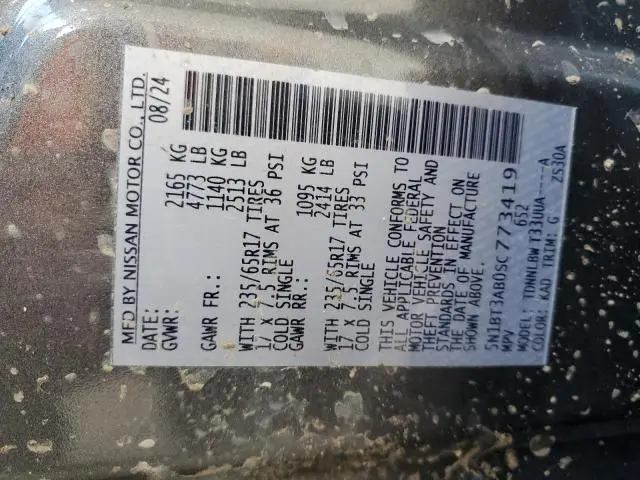 MFD BY NISSAN MOTOR CO., LTD.
DATE: 08/24
GVWR: 2165 KG
4773 LB
GAWR FR.: 1140 KG
2513 LB
WITH 235/65R17 TIRES
17 X 7.5 RIMS AT 36 PSI
COLD SINGLE
GAWR RR.: 1095 KG
2414 LB
WITH 235/65R17 TIRES
17 X 7.5 RIMS AT 33 PSI
COLD SINGLE
THIS VEHICLE CONFORMS TO
ALL APPLICABLE FEDERAL
MOTOR VEHICLE SAFETY AND
THEFT PREVENTION
STANDARDS IN EFFECT ON
THE DATE OF MANUFACTURE
SHOWN ABOVE.
5N1BT3AB0SC773419
MPV 652
MODEL: TDNNLBW T33UUA----A
COLOR: KAD TRIM: G ZS30A